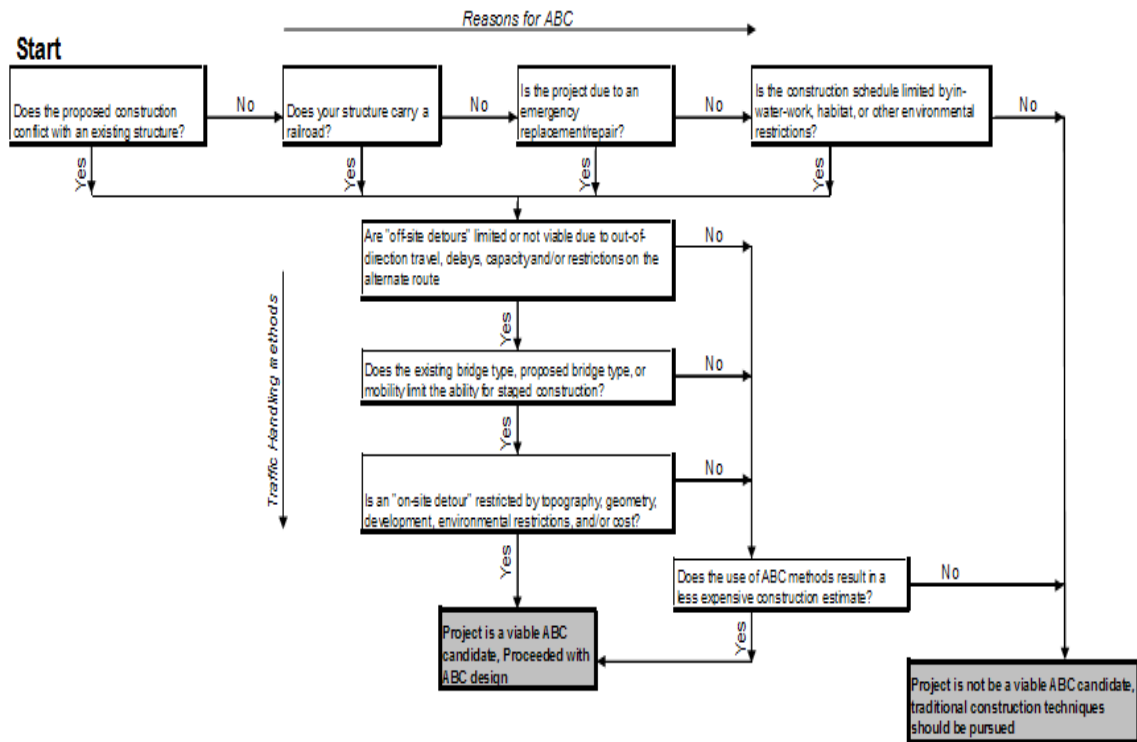 Reasons for ABC
Start
Does the proposed construction
conflict with an existing structure?
No
Does your structure carry a
railroad?
No
Is the project due to an
emergency
replacement/repair?
No
Is the construction schedule limited by in-
water-work, habitat, or other environmental
restrictions?
No
Yes
Yes
Yes
Yes
Traffic Handling methods
Are "off-site detours" limited or not viable due to out-of-
direction travel, delays, capacity and/or restrictions on the
alternate route
No
Yes
Does the existing bridge type, proposed bridge type, or
mobility limit the ability for staged construction?
No
Yes
Is an "on-site detour" restricted by topography, geometry,
development, environmental restrictions, and/or cost?
No
Yes
Does the use of ABC methods result in a
less expensive construction estimate?
No
Yes
Project is a viable ABC
candidate, Proceeded with
ABC design
Project is not be a viable ABC candidate,
traditional construction techniques
should be pursued